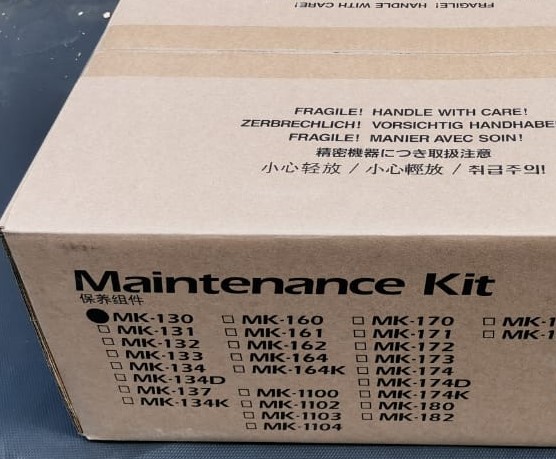 FRAGILE! HANDLE WITH CARE!
FRAGILE! HANDLE WITH CARE!
ZERBRECHLICH! VORSICHTIG
FRAGILE! MANIER AVEC SOIN!
精密機器につき取扱注意
小心轻放 / 小心輕放 / 취급주의!
Maintenance Kit
保养组件
MK-130 MK-160 MK-170
MK-131 MK-161 MK-171
MK-132 MK-162 MK-172
MK-133 MK-164 MK-173
MK-134 MK-164K MK-174
MK-134D MK-174D
MK-137 MK-1100 MK-174K
MK-134K MK-1102 MK-180
MK-1103 MK-182
MK-1104